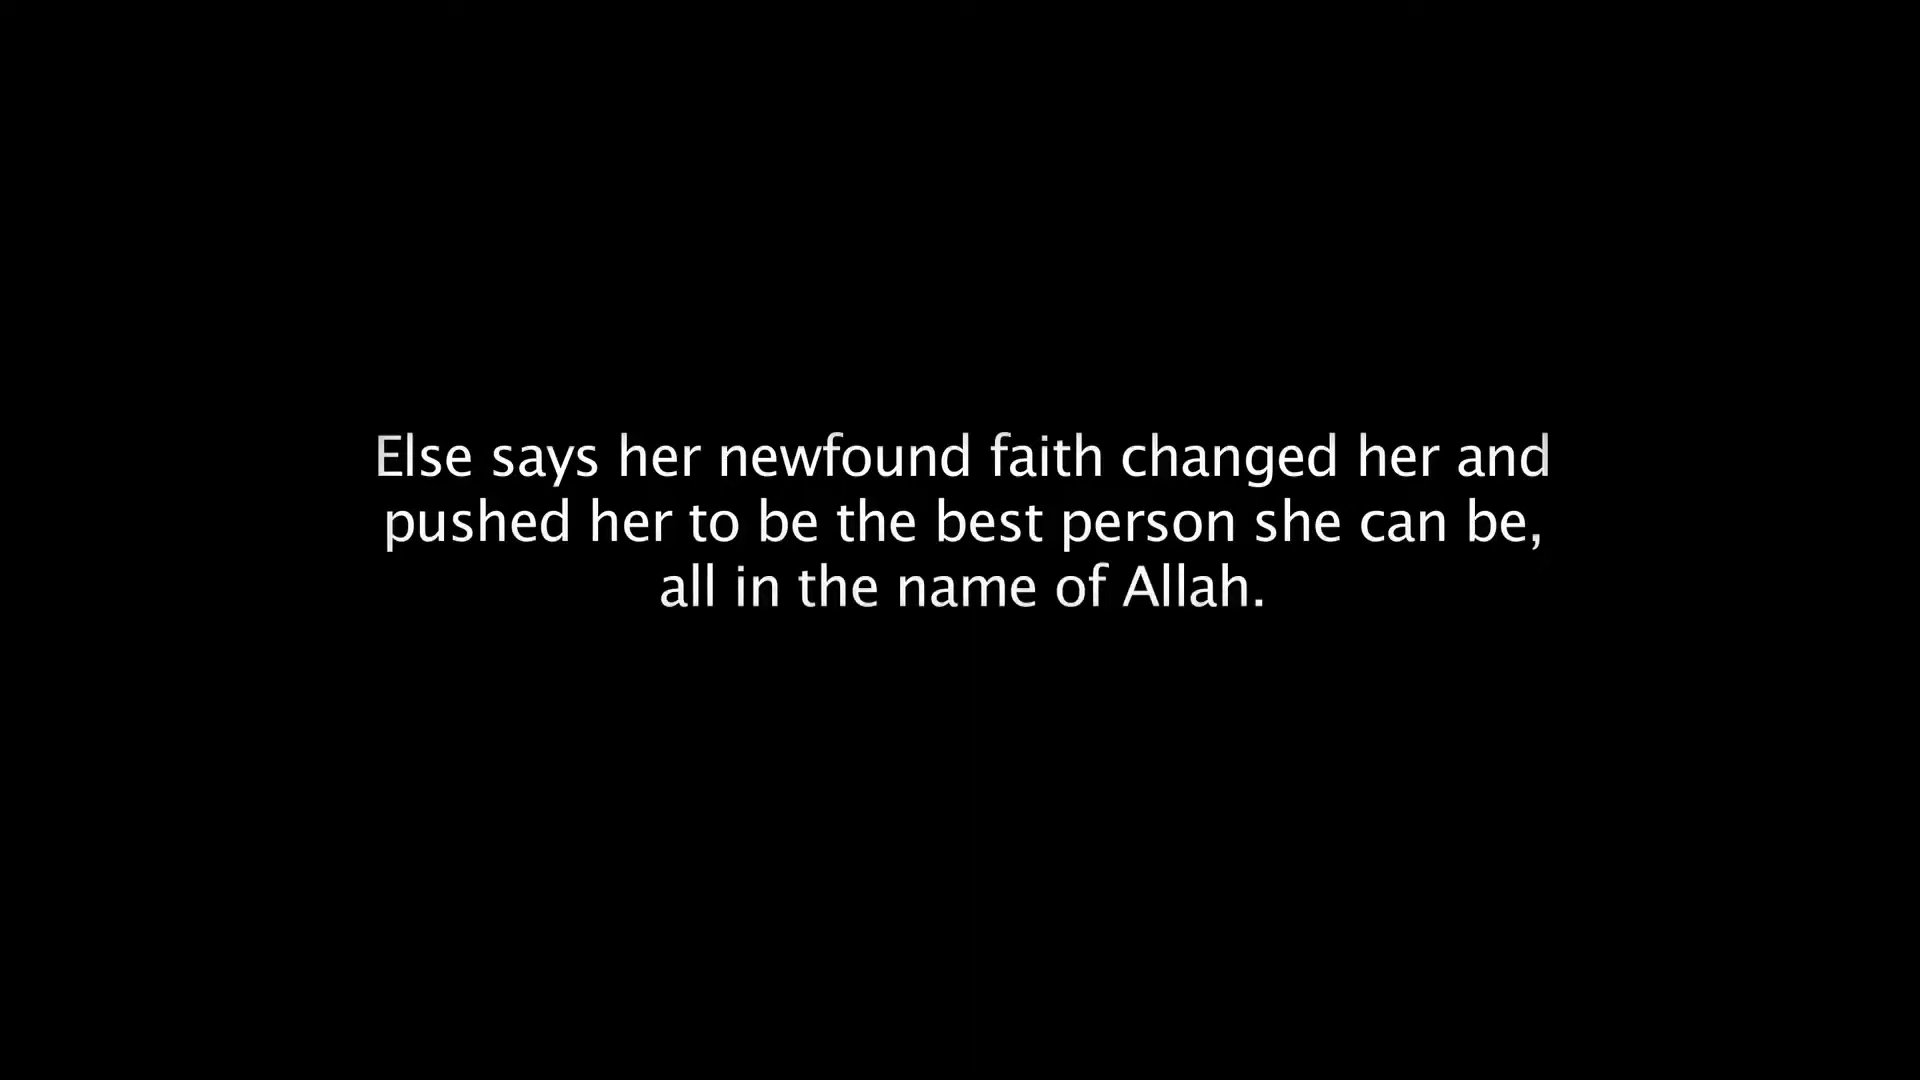 Else says her newfound faith changed her and
pushed her to be the best person she can be,
all in the name of Allah.